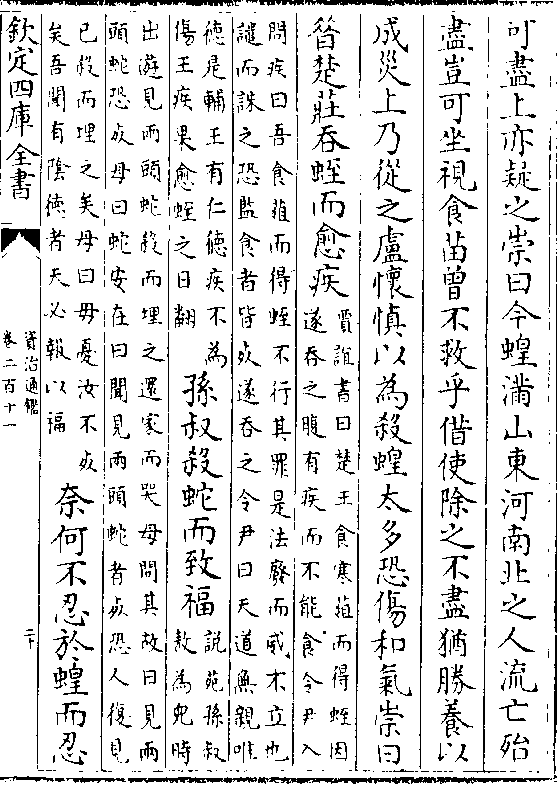 可盡上亦疑之崇曰今蝗滿山東河南北之人流亡殆
盡豈可坐視食苗曾不救乎借使除之不盡猶勝養以
成災上乃從之盧懷慎以為殺蝗太多恐傷和氣崇曰
昔楚莊吞蛭而愈疾
賈誼書曰楚王食寒葅而得蛭因
遂吞之腹有疾而不能食令尹入
問疾曰吾食葅而得蛭不行其罪是法廢而威不立也
譴而誅之恐監食者皆死遂吞之令尹曰天道無親唯
德是輔王有仁德疾不為
傷王疾果愈蛭之日翻
孫叔殺蛇而致福
說苑孫叔
敖為兒時
出遊見兩頭蛇殺而埋之還家而哭母問其故曰見兩
頭蛇恐死母曰蛇安在曰聞見兩頭蛇者死恐人復見
已殺而埋之矣母曰毋憂汝不死
矣吾聞有陰德者天必報以福
奈何不忍於蝗而忍
欽定四庫全書
資治通鑑
卷二百十一
二十